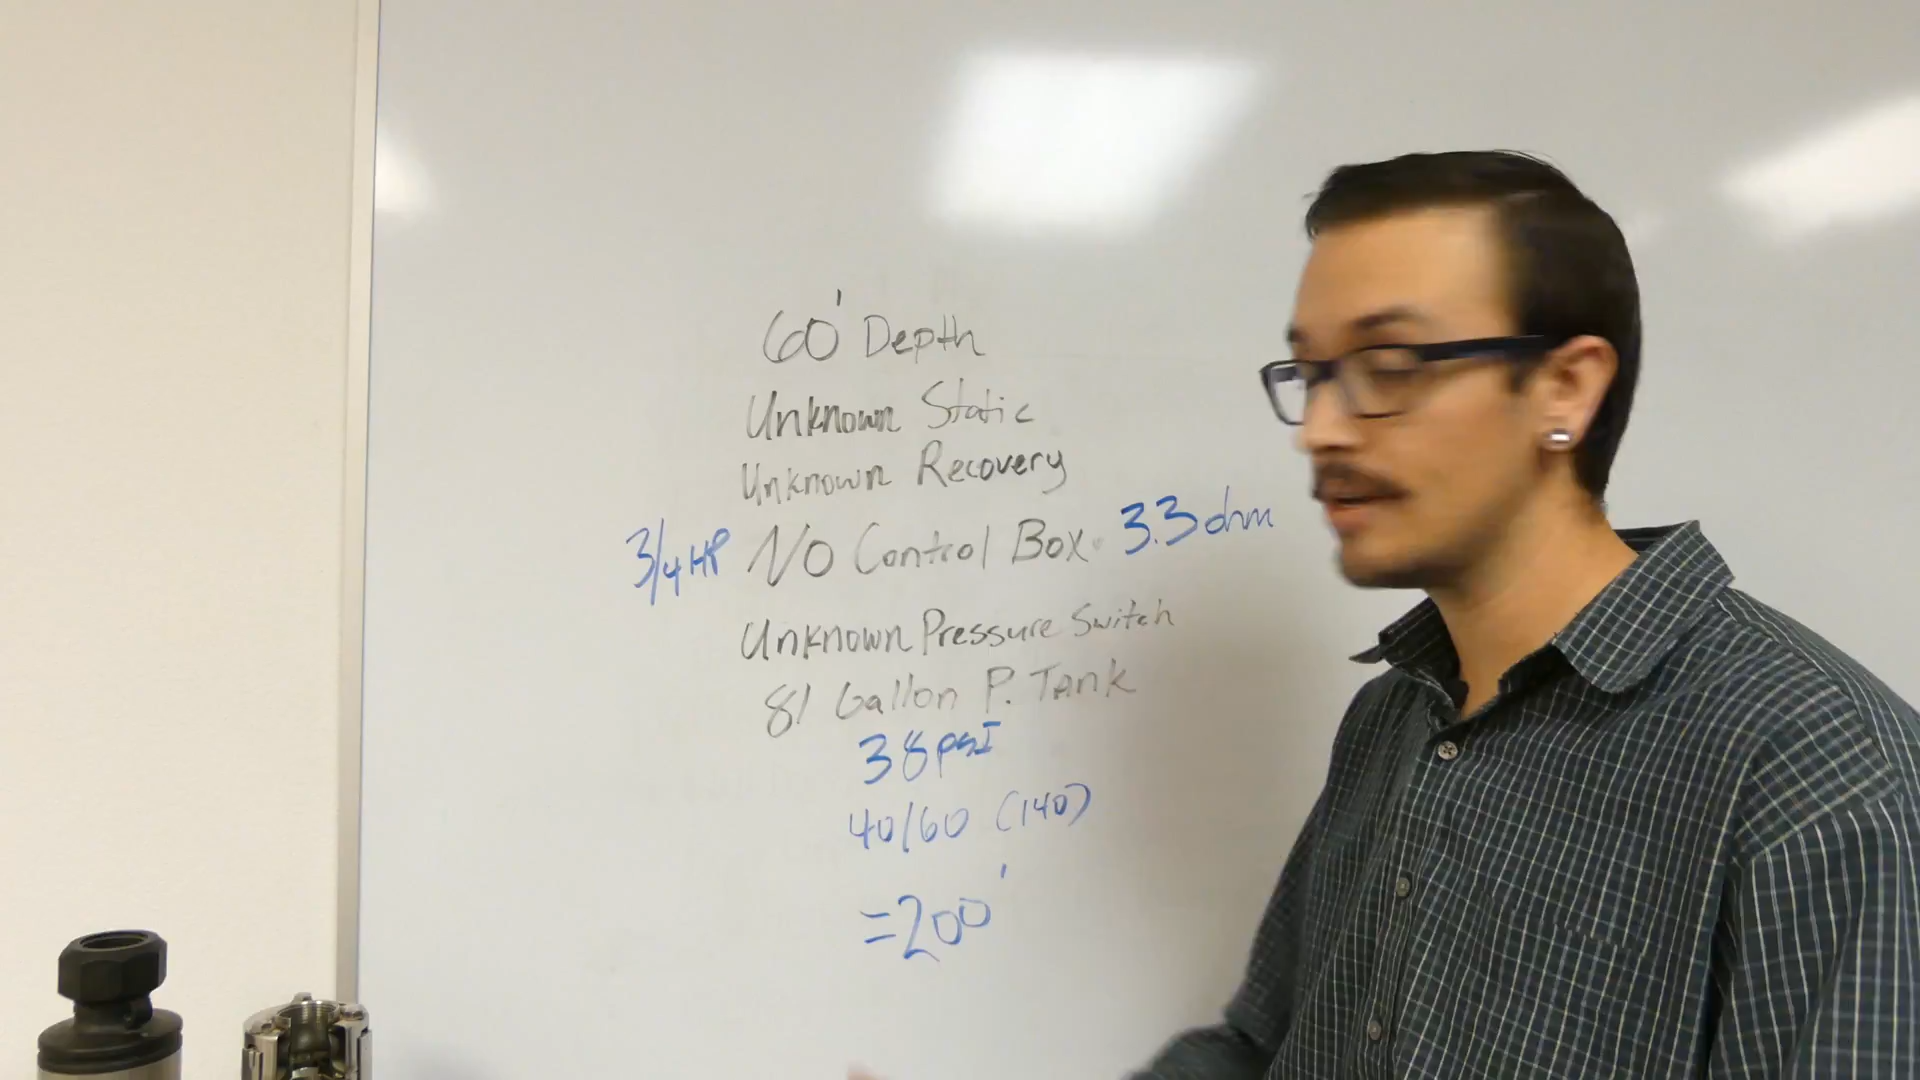 60' Depth
Unknown Static
Unknown Recovery
3/4 HP NO Control Box 3.3 ohm
Unknown Pressure Switch
81 Gallon P. Tank
38 PSI
40/60 (140)
=200'